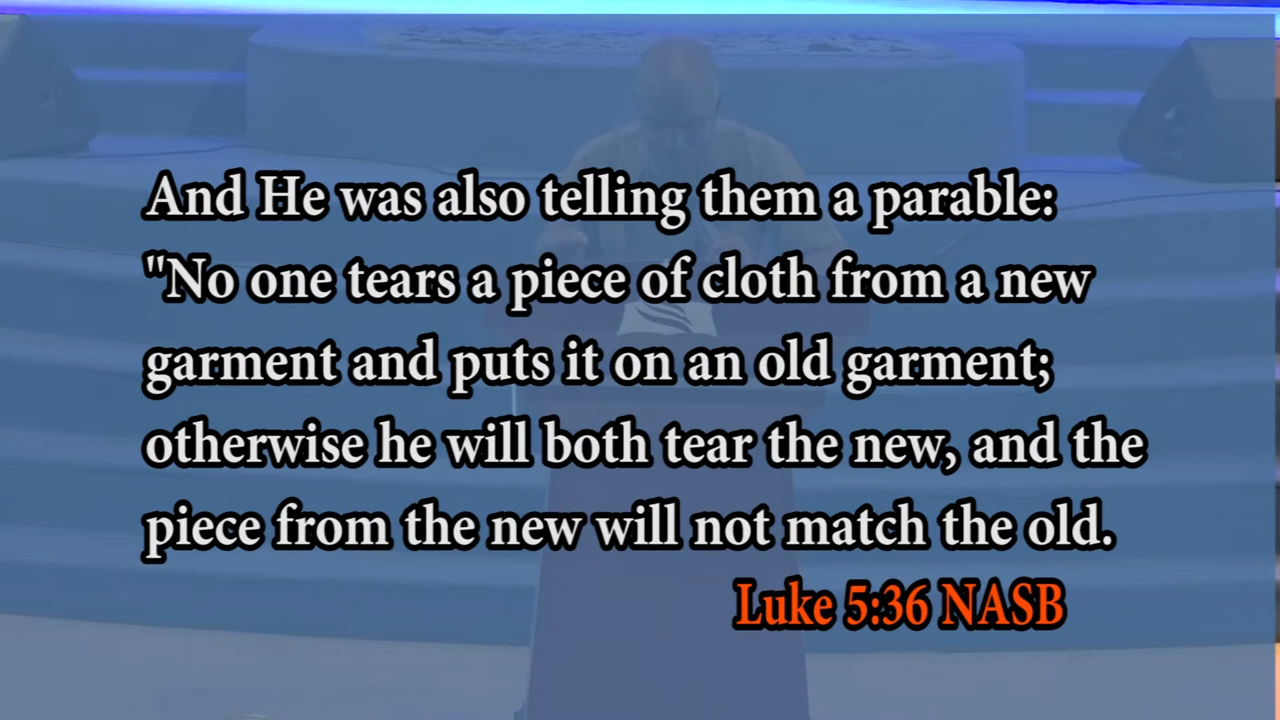 And He was also telling them a parable:
"No one tears a piece of cloth from a new
garment and puts it on an old garment;
otherwise he will both tear the new, and the
piece from the new will not match the old.
Luke 5:36 NASB